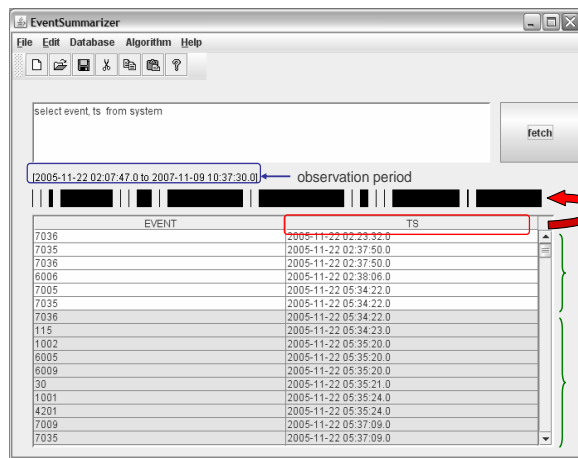 EventSummarizer
File Edit Database Algorithm Help
select event, ts from system
fetch
[2005-11-22 02:07:47.0 to 2007-11-09 10:37:30.0] observation period
EVENT TS
7036 2005-11-22 02:23:32.0
7035 2005-11-22 02:37:50.0
7036 2005-11-22 02:37:50.0
6006 2005-11-22 02:38:06.0
7005 2005-11-22 05:34:22.0
7035 2005-11-22 05:34:22.0
7036 2005-11-22 05:34:22.0
115 2005-11-22 05:34:23.0
1002 2005-11-22 05:35:20.0
6005 2005-11-22 05:35:20.0
6009 2005-11-22 05:35:20.0
30 2005-11-22 05:35:21.0
1001 2005-11-22 05:35:24.0
4201 2005-11-22 05:35:24.0
7009 2005-11-22 05:37:09.0
7035 2005-11-22 05:37:09.0